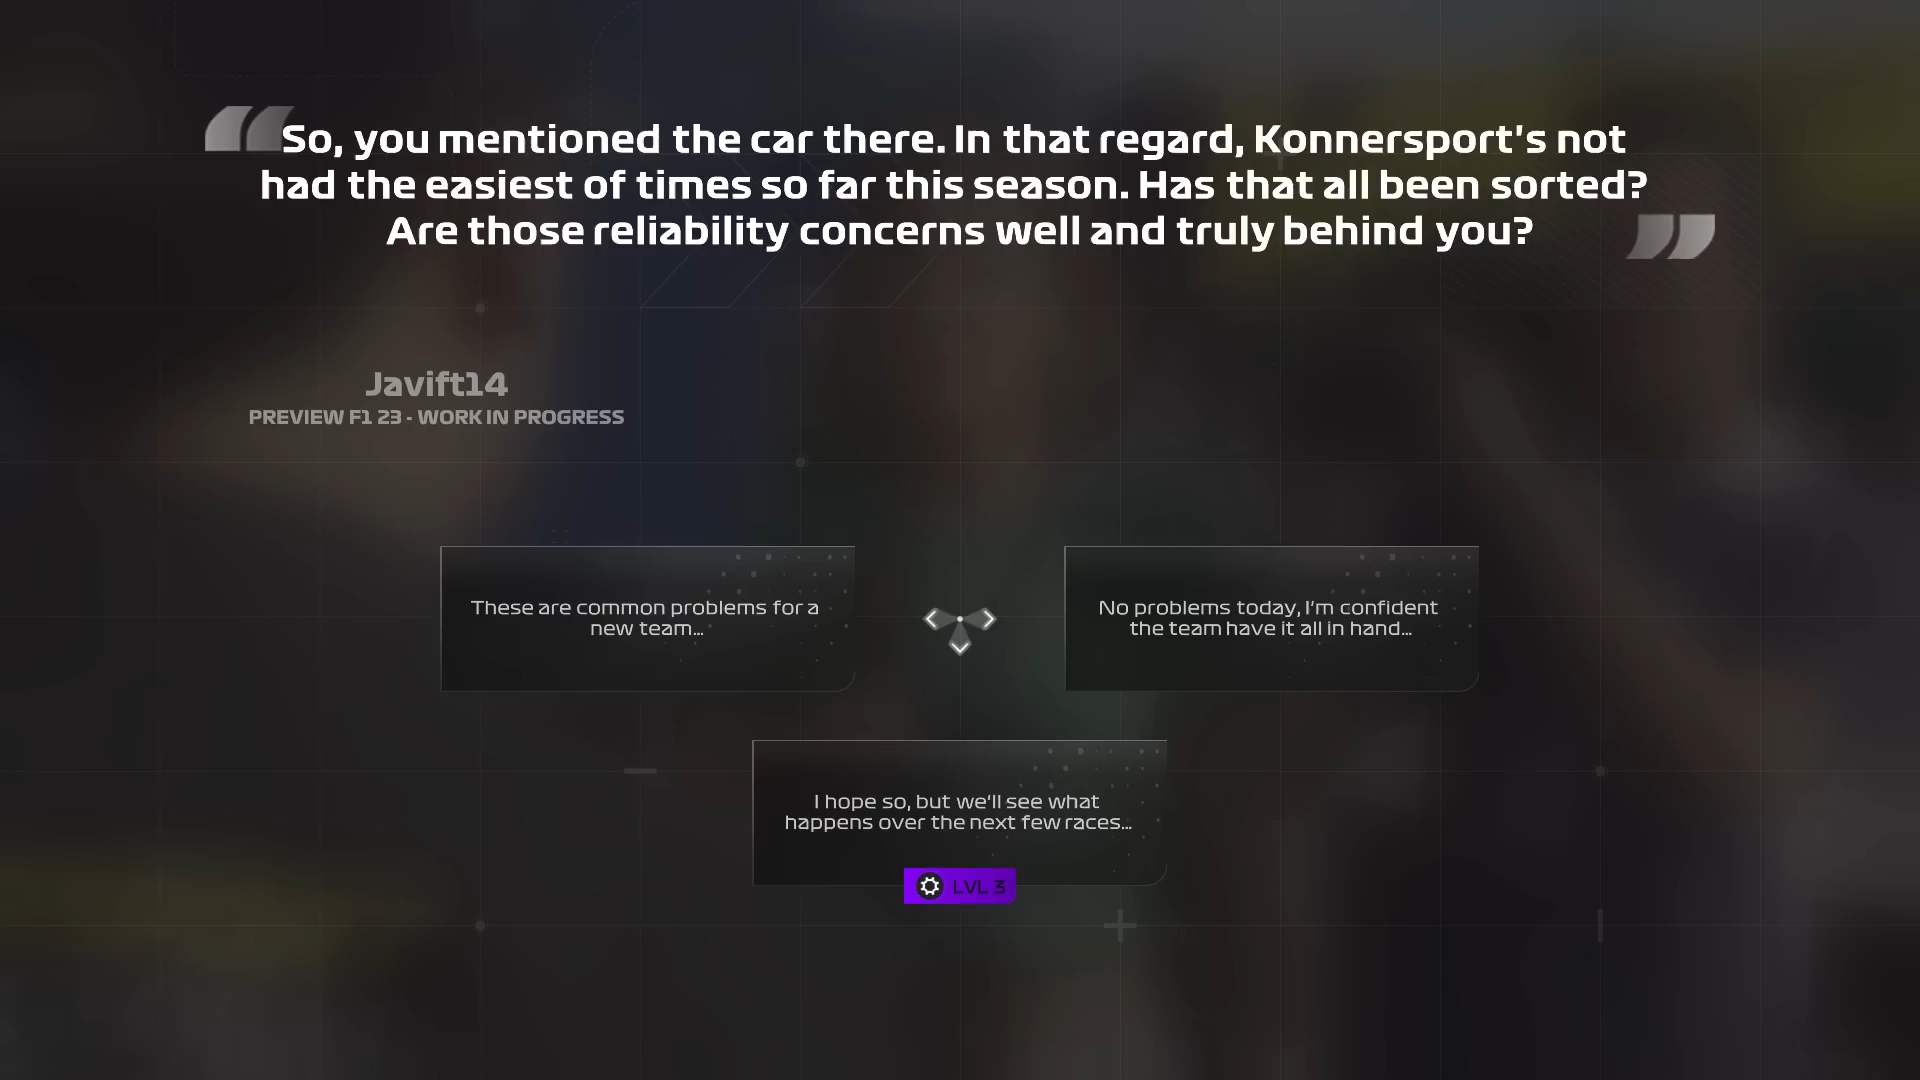 So, you mentioned the car there. In that regard, Konnersport's not
had the easiest of times so far this season. Has that all been sorted?
Are those reliability concerns well and truly behind you?
Javift14
PREVIEW F1 23 - WORK IN PROGRESS
These are common problems for a
new team...
No problems today, I'm confident
the team have it all in hand...
I hope so, but we'll see what
happens over the next few races...
LVL 3